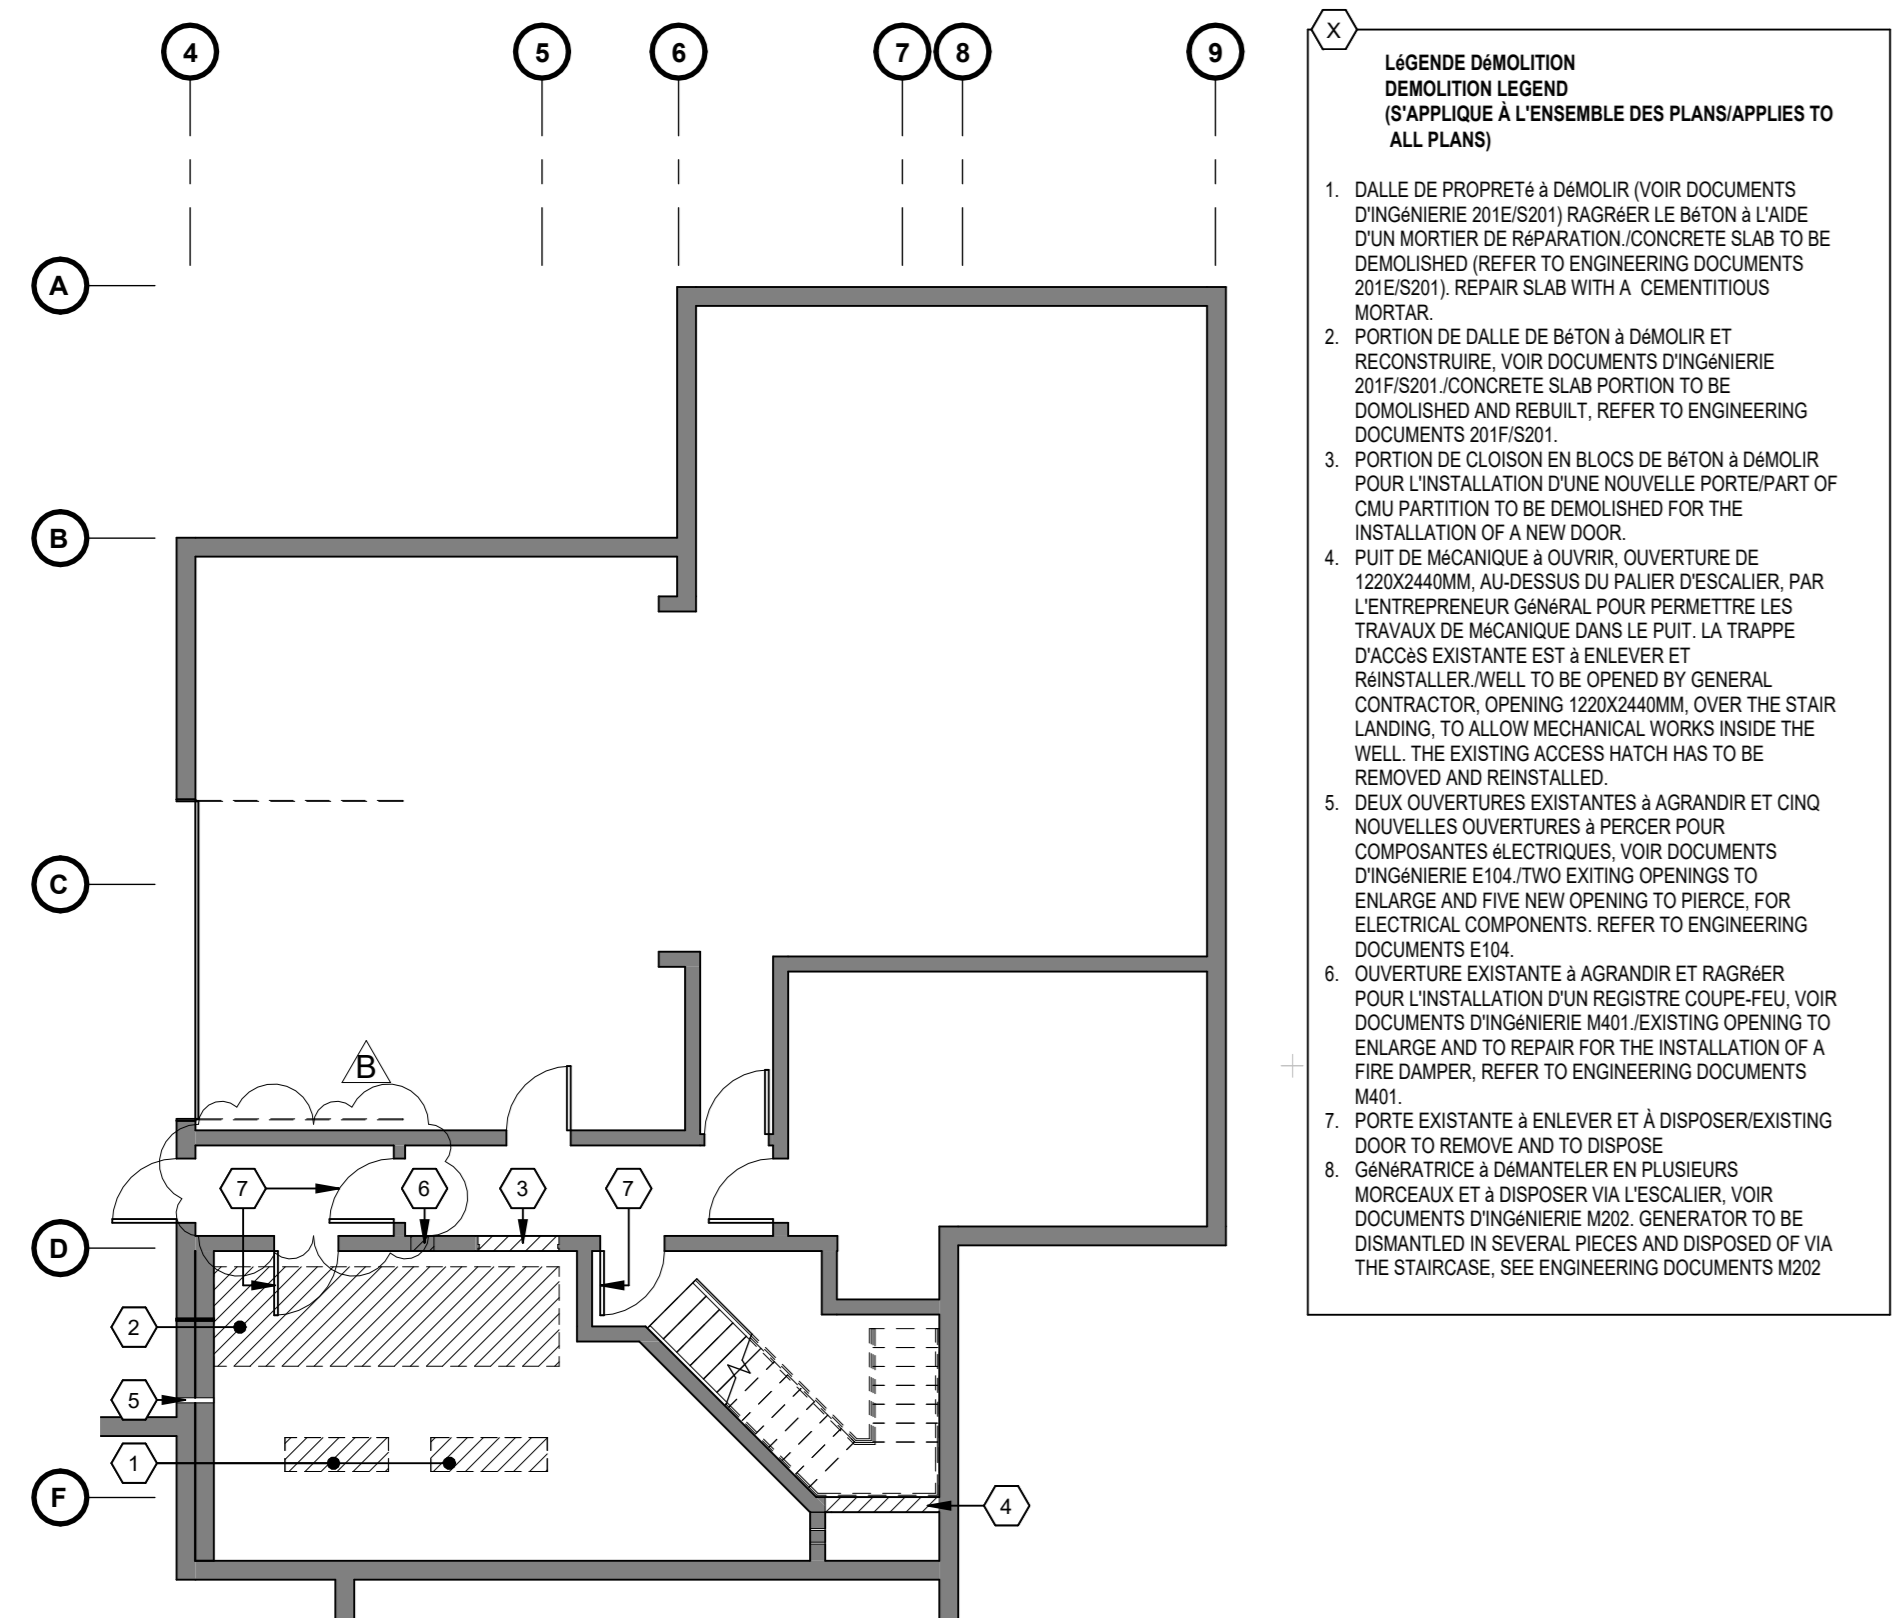 4
5
6
7
8
9
A
B
C
D
F
B
7
6
3
7
2
5
1
4
X
LéGENDE DéMOLITION
DEMOLITION LEGEND
(S'APPLIQUE À L'ENSEMBLE DES PLANS/APPLIES TO
ALL PLANS)
1. DALLE DE PROPRETé à DéMOLIR (VOIR DOCUMENTS
D'INGéNIERIE 201E/S201) RAGRéER LE BéTON à L'AIDE
D'UN MORTIER DE RéPARATION./CONCRETE SLAB TO BE
DEMOLISHED (REFER TO ENGINEERING DOCUMENTS
201E/S201). REPAIR SLAB WITH A CEMENTITIOUS
MORTAR.
2. PORTION DE DALLE DE BéTON à DéMOLIR ET
RECONSTRUIRE, VOIR DOCUMENTS D'INGéNIERIE
201F/S201./CONCRETE SLAB PORTION TO BE
DOMOLISHED AND REBUILT, REFER TO ENGINEERING
DOCUMENTS 201F/S201.
3. PORTION DE CLOISON EN BLOCS DE BéTON à DéMOLIR
POUR L'INSTALLATION D'UNE NOUVELLE PORTE/PART OF
CMU PARTITION TO BE DEMOLISHED FOR THE
INSTALLATION OF A NEW DOOR.
4. PUIT DE MéCANIQUE à OUVRIR, OUVERTURE DE
1220X2440MM, AU-DESSUS DU PALIER D'ESCALIER, PAR
L'ENTREPRENEUR GéNéRAL POUR PERMETTRE LES
TRAVAUX DE MéCANIQUE DANS LE PUIT. LA TRAPPE
D'ACCèS EXISTANTE EST à ENLEVER ET
RéINSTALLER./WELL TO BE OPENED BY GENERAL
CONTRACTOR, OPENING 1220X2440MM, OVER THE STAIR
LANDING, TO ALLOW MECHANICAL WORKS INSIDE THE
WELL. THE EXISTING ACCESS HATCH HAS TO BE
REMOVED AND REINSTALLED.
5. DEUX OUVERTURES EXISTANTES à AGRANDIR ET CINQ
NOUVELLES OUVERTURES à PERCER POUR
COMPOSANTES éLECTRIQUES, VOIR DOCUMENTS
D'INGéNIERIE E104./TWO EXITING OPENINGS TO
ENLARGE AND FIVE NEW OPENING TO PIERCE, FOR
ELECTRICAL COMPONENTS. REFER TO ENGINEERING
DOCUMENTS E104.
6. OUVERTURE EXISTANTE à AGRANDIR ET RAGRéER
POUR L'INSTALLATION D'UN REGISTRE COUPE-FEU, VOIR
DOCUMENTS D'INGéNIERIE M401./EXISTING OPENING TO
ENLARGE AND TO REPAIR FOR THE INSTALLATION OF A
FIRE DAMPER, REFER TO ENGINEERING DOCUMENTS
M401.
7. PORTE EXISTANTE à ENLEVER ET À DISPOSER/EXISTING
DOOR TO REMOVE AND TO DISPOSE
8. GéNéRATRICE à DéMANTELER EN PLUSIEURS
MORCEAUX ET à DISPOSER VIA L'ESCALIER, VOIR
DOCUMENTS D'INGéNIERIE M202. GENERATOR TO BE
DISMANTLED IN SEVERAL PIECES AND DISPOSED OF VIA
THE STAIRCASE, SEE ENGINEERING DOCUMENTS M202